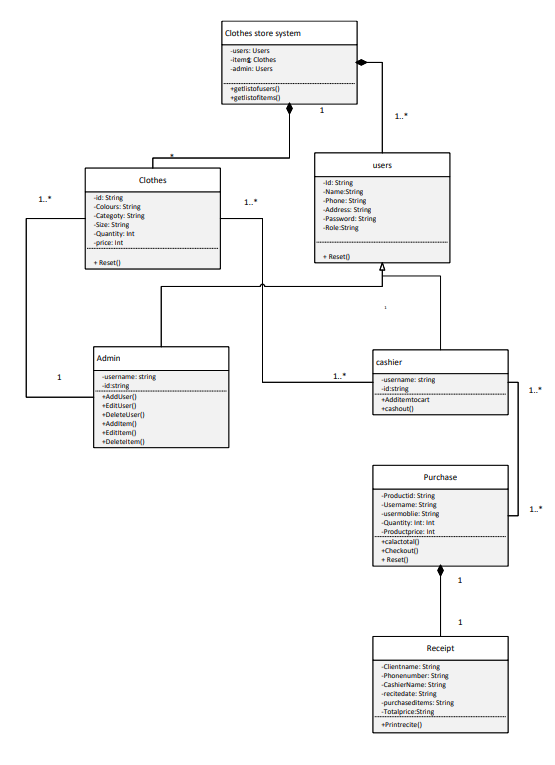 Clothes store system
-users: Users
-items: Clothes
-admin: Users
+getlistofusers()
+getlistofitems()
1
1..*
*
Clothes
-id: String
-Colours: String
-Categoty: String
-Size: String
-Quantity: Int
-price: Int
+ Reset()
users
-Id: String
-Name:String
-Phone: String
-Address: String
-Password: String
-Role:String
+ Reset()
1..*
1..*
1
Admin
-username: string
-id:string
+AddUser()
+EditUser()
+DeleteUser()
+AddItem()
+EditItem()
+DeleteItem()
1
1..*
cashier
-username: string
-id:string
+Additemtocart
+cashout()
1..*
Purchase
-Productid: String
-Username: String
-usermoblie: String
-Quantity: Int: Int
-Productprice: Int
+calactotal()
+Checkout()
+ Reset()
1..*
1
1
Receipt
-Clientname: String
-Phonenumber: String
-CashierName: String
-recitedate: String
-purchaseditems: String
-Totalprice:String
+Printrecite()